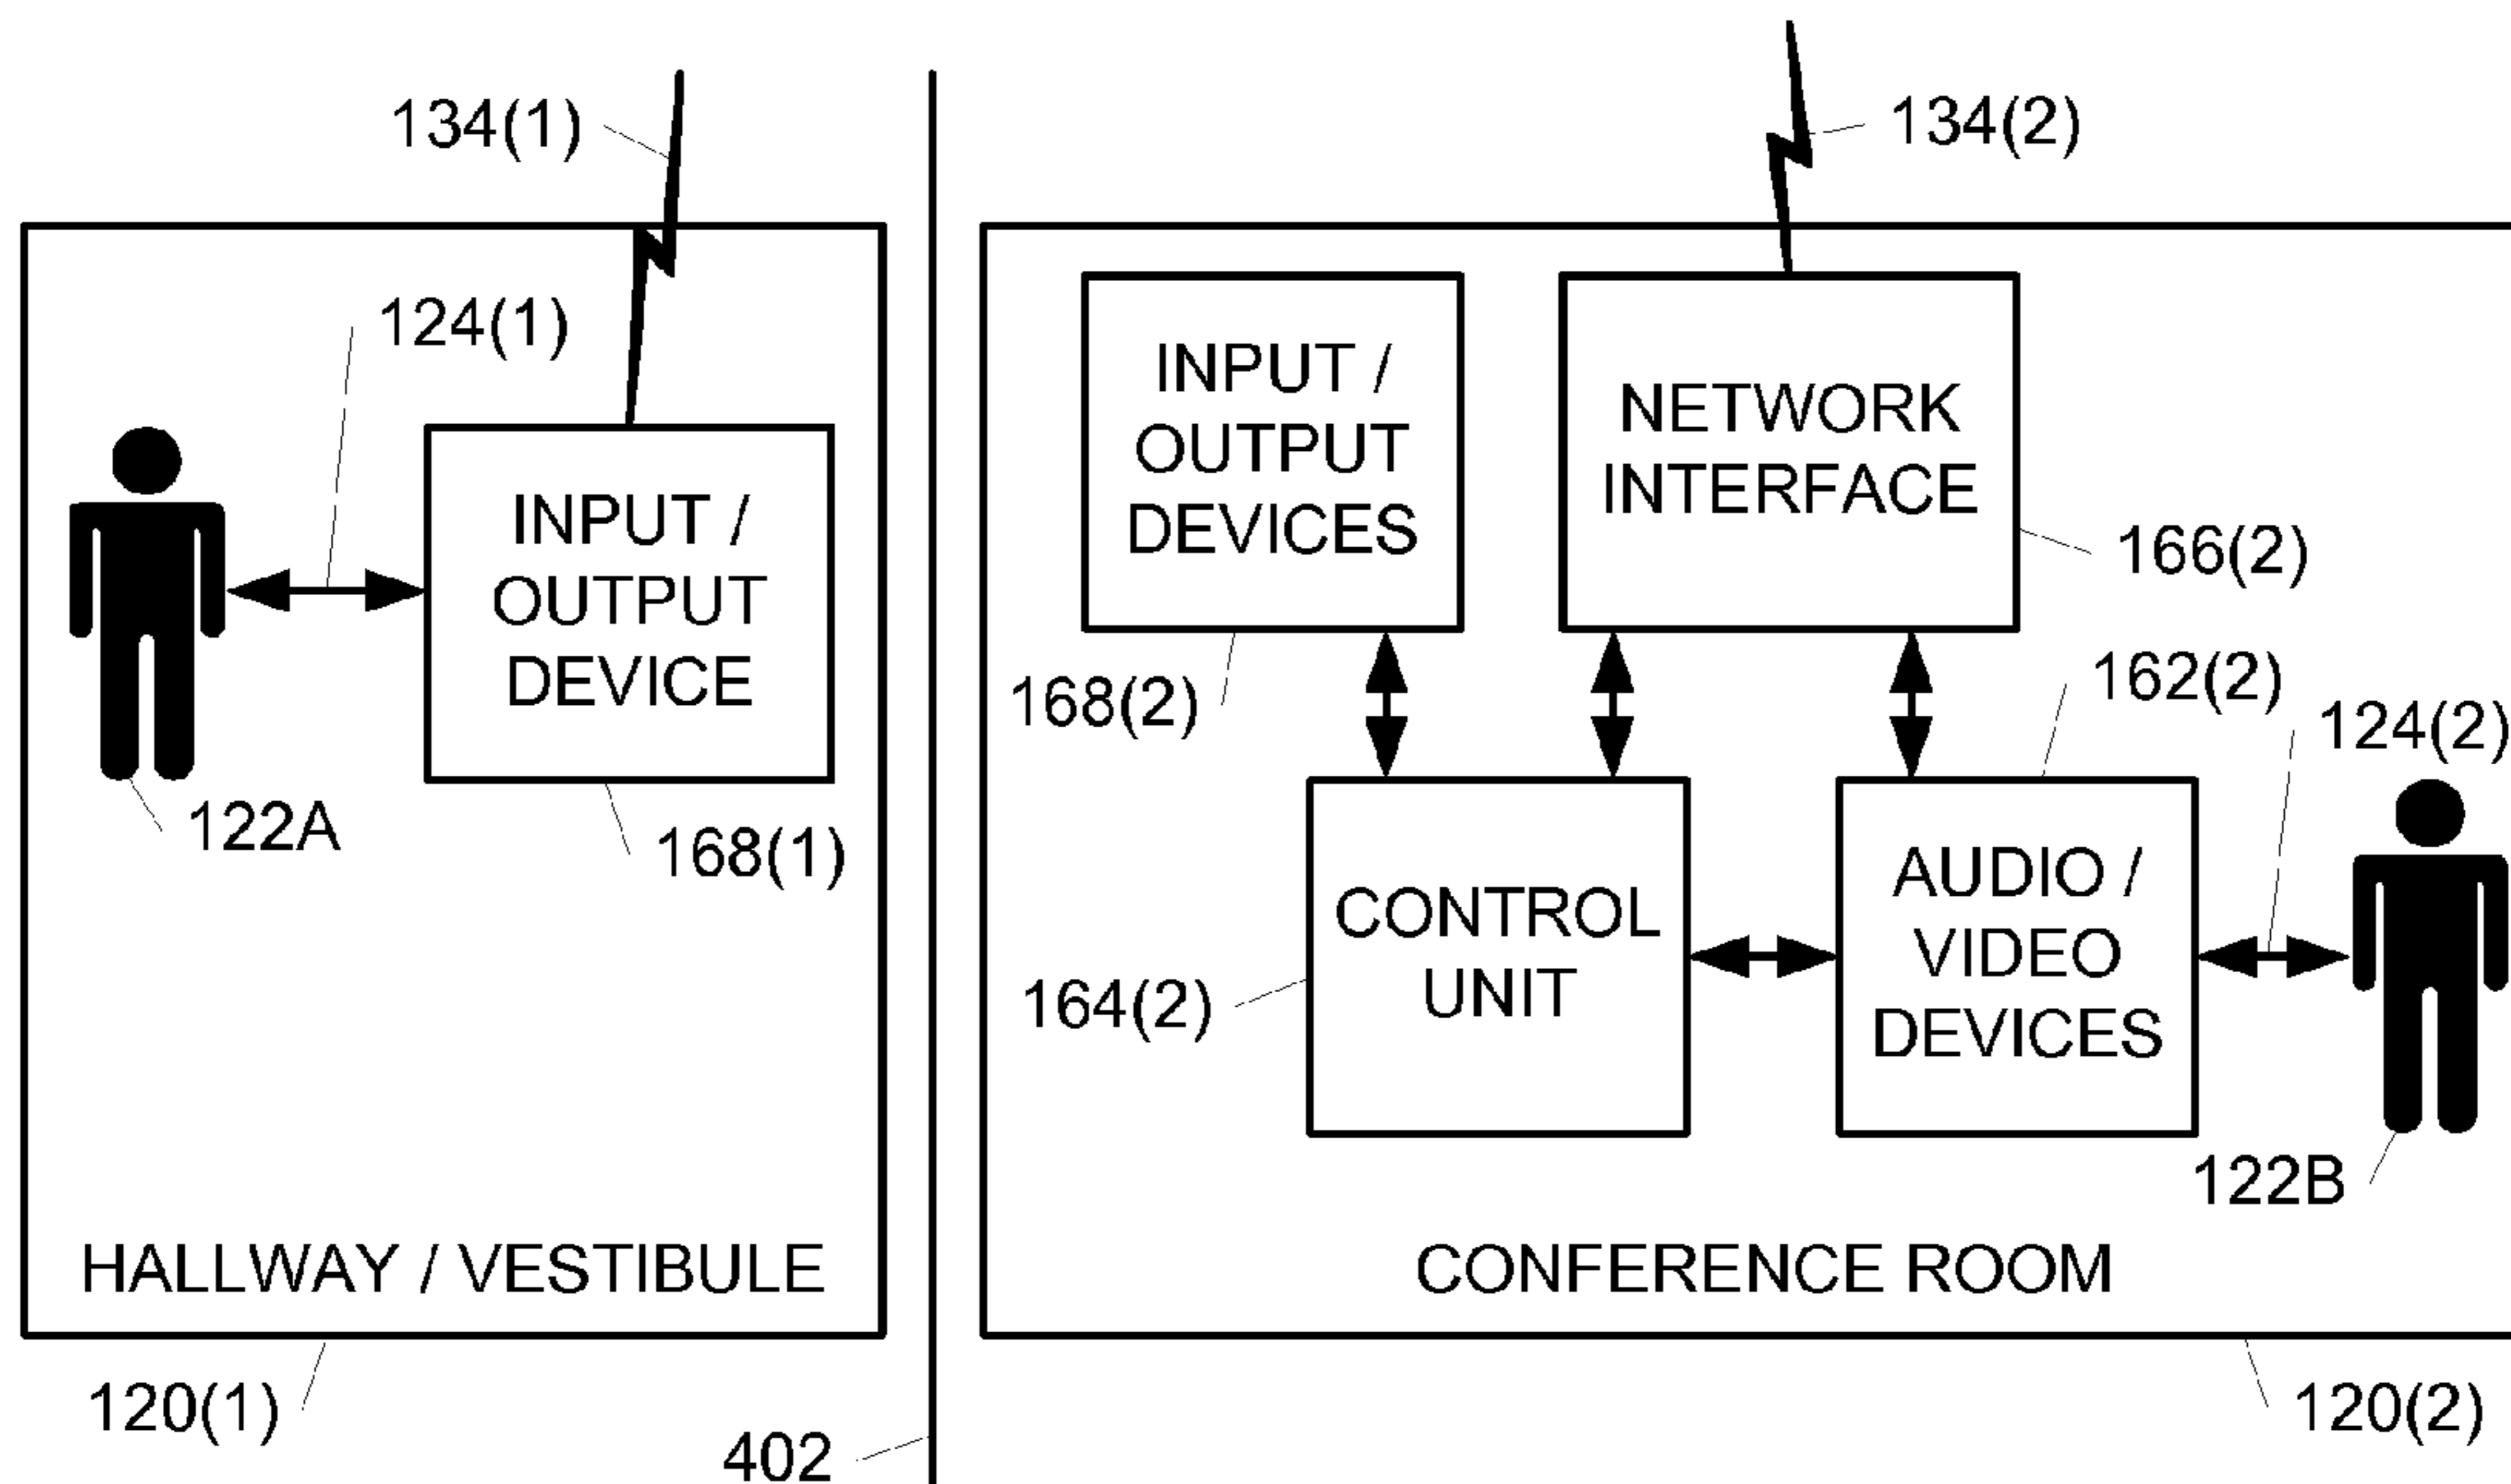 134(1)
134(2)
124(1)
INPUT /
OUTPUT
DEVICE
122A
168(1)
HALLWAY / VESTIBULE
120(1)
402
INPUT /
OUTPUT
DEVICES
168(2)
NETWORK
INTERFACE
166(2)
162(2)
124(2)
CONTROL
UNIT
164(2)
AUDIO /
VIDEO
DEVICES
122B
CONFERENCE ROOM
120(2)